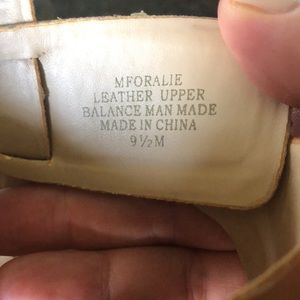 MFORALIE
LEATHER UPPER
BALANCE MAN MADE
MADE IN CHINA
9½M